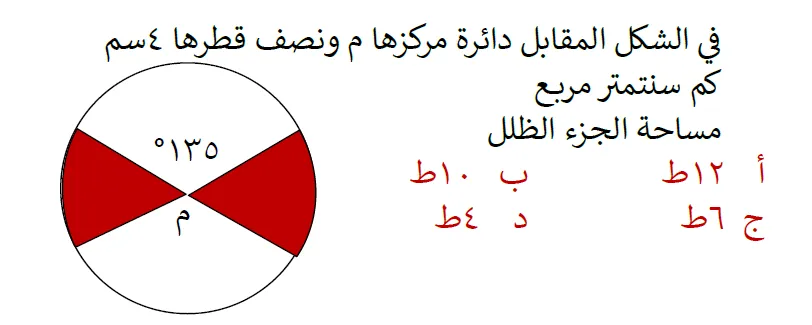 في الشكل المقابل دائرة مركزها م ونصف قطرها ٤سم
كم سنتمتر مربع
مساحة الجزء الظلل
أ ١٢ط ب ١٠ط
ج ٦ط د ٤ط
١٣٥°
م